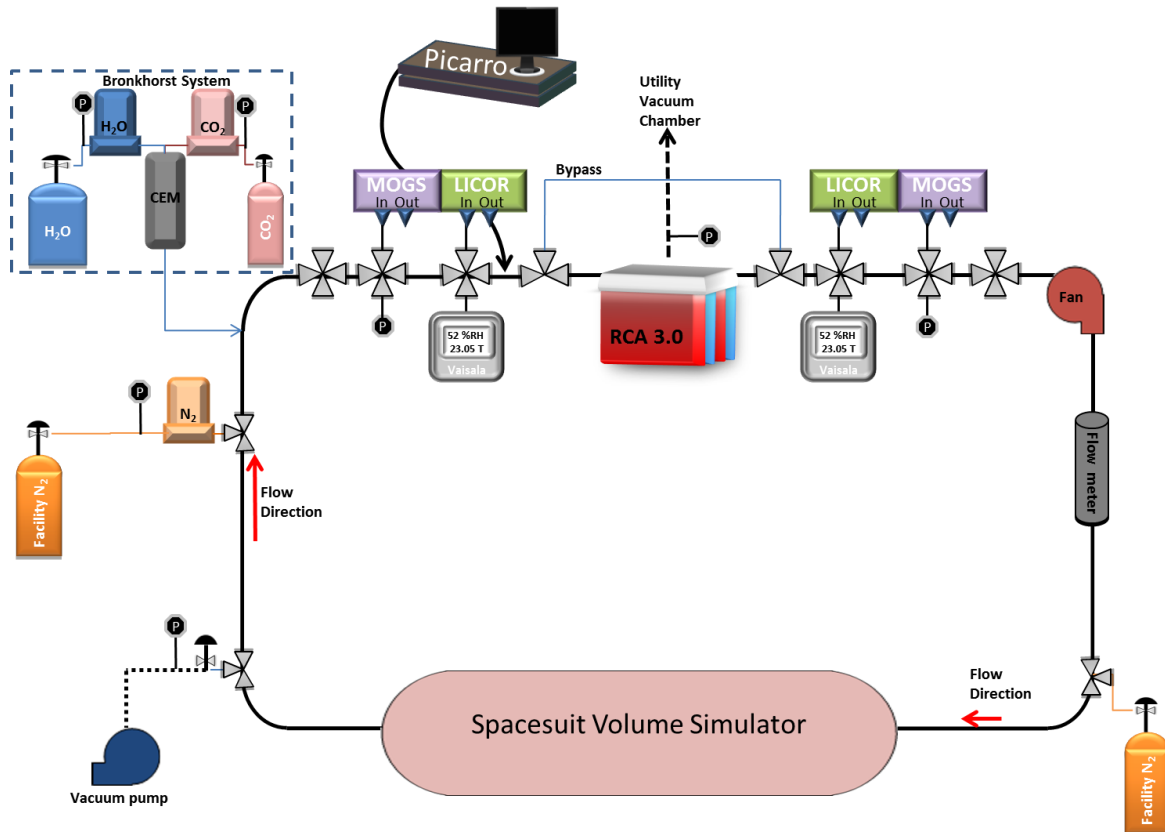 Picarro
Bronkhorst System
P
H2O
CO2
P
CEM
H2O
CO2
Utility
Vacuum
Chamber
MOGS
In Out
LICOR
In Out
Bypass
P
LICOR
In Out
MOGS
In Out
P
52 %RH
23.05 T
Vaisala
RCA 3.0
52 %RH
23.05 T
Vaisala
P
Fan
P
N2
Facility N2
Flow
Direction
Flow meter
P
Vacuum pump
Spacesuit Volume Simulator
Flow
Direction
Facility N2